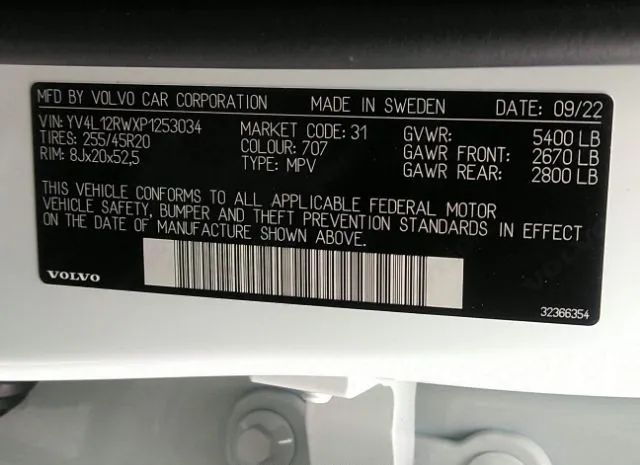 MFD BY VOLVO CAR CORPORATION MADE IN SWEDEN DATE: 09/22
VIN: YV4L12RWXP1253034 MARKET CODE: 31 GVWR: 5400 LB
TIRES: 255/45R20 COLOUR: 707 GAWR FRONT: 2670 LB
RIM: 8Jx20x52,5 TYPE: MPV GAWR REAR: 2800 LB
THIS VEHICLE CONFORMS TO ALL APPLICABLE FEDERAL MOTOR
VEHICLE SAFETY, BUMPER AND THEFT PREVENTION STANDARDS IN EFFECT
ON THE DATE OF MANUFACTURE SHOWN ABOVE.
VOLVO
32366354